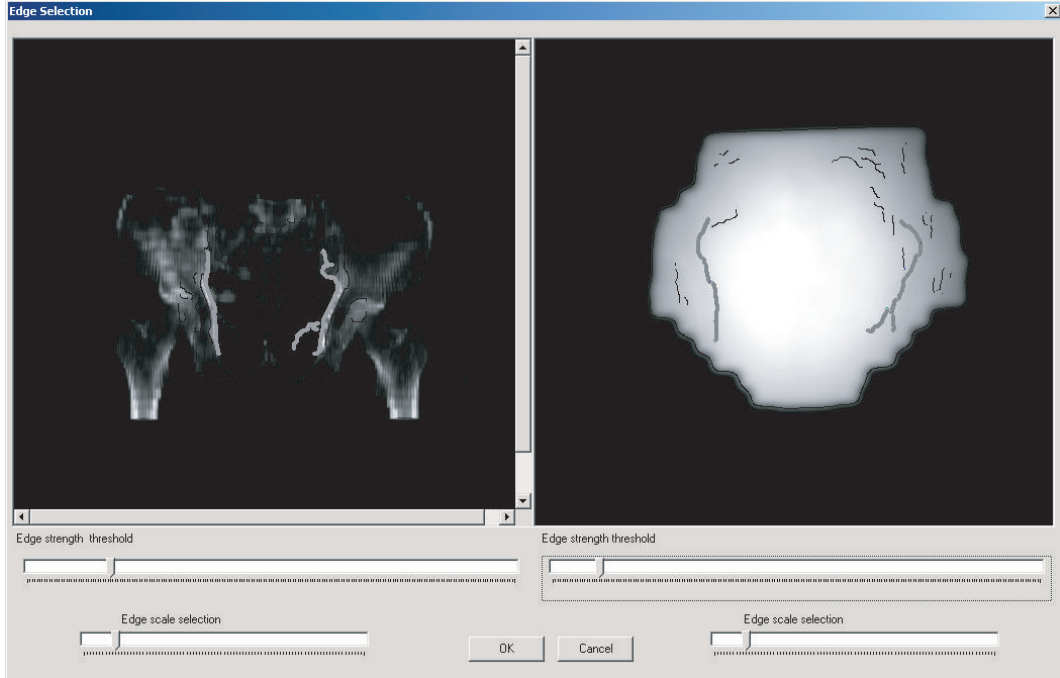 Edge Selection
Edge strength threshold
Edge strength threshold
Edge scale selection
Edge scale selection
OK
Cancel